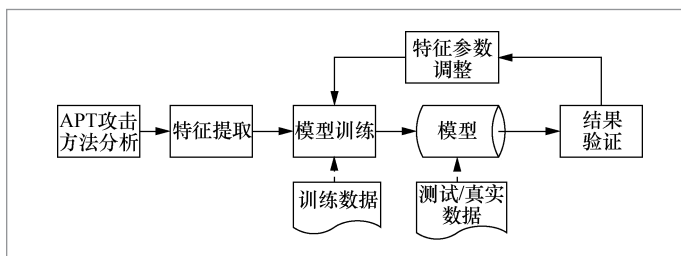 特征参数
调整
APT攻击
方法分析
特征提取
模型训练
模型
结果
验证
训练数据
测试/真实
数据